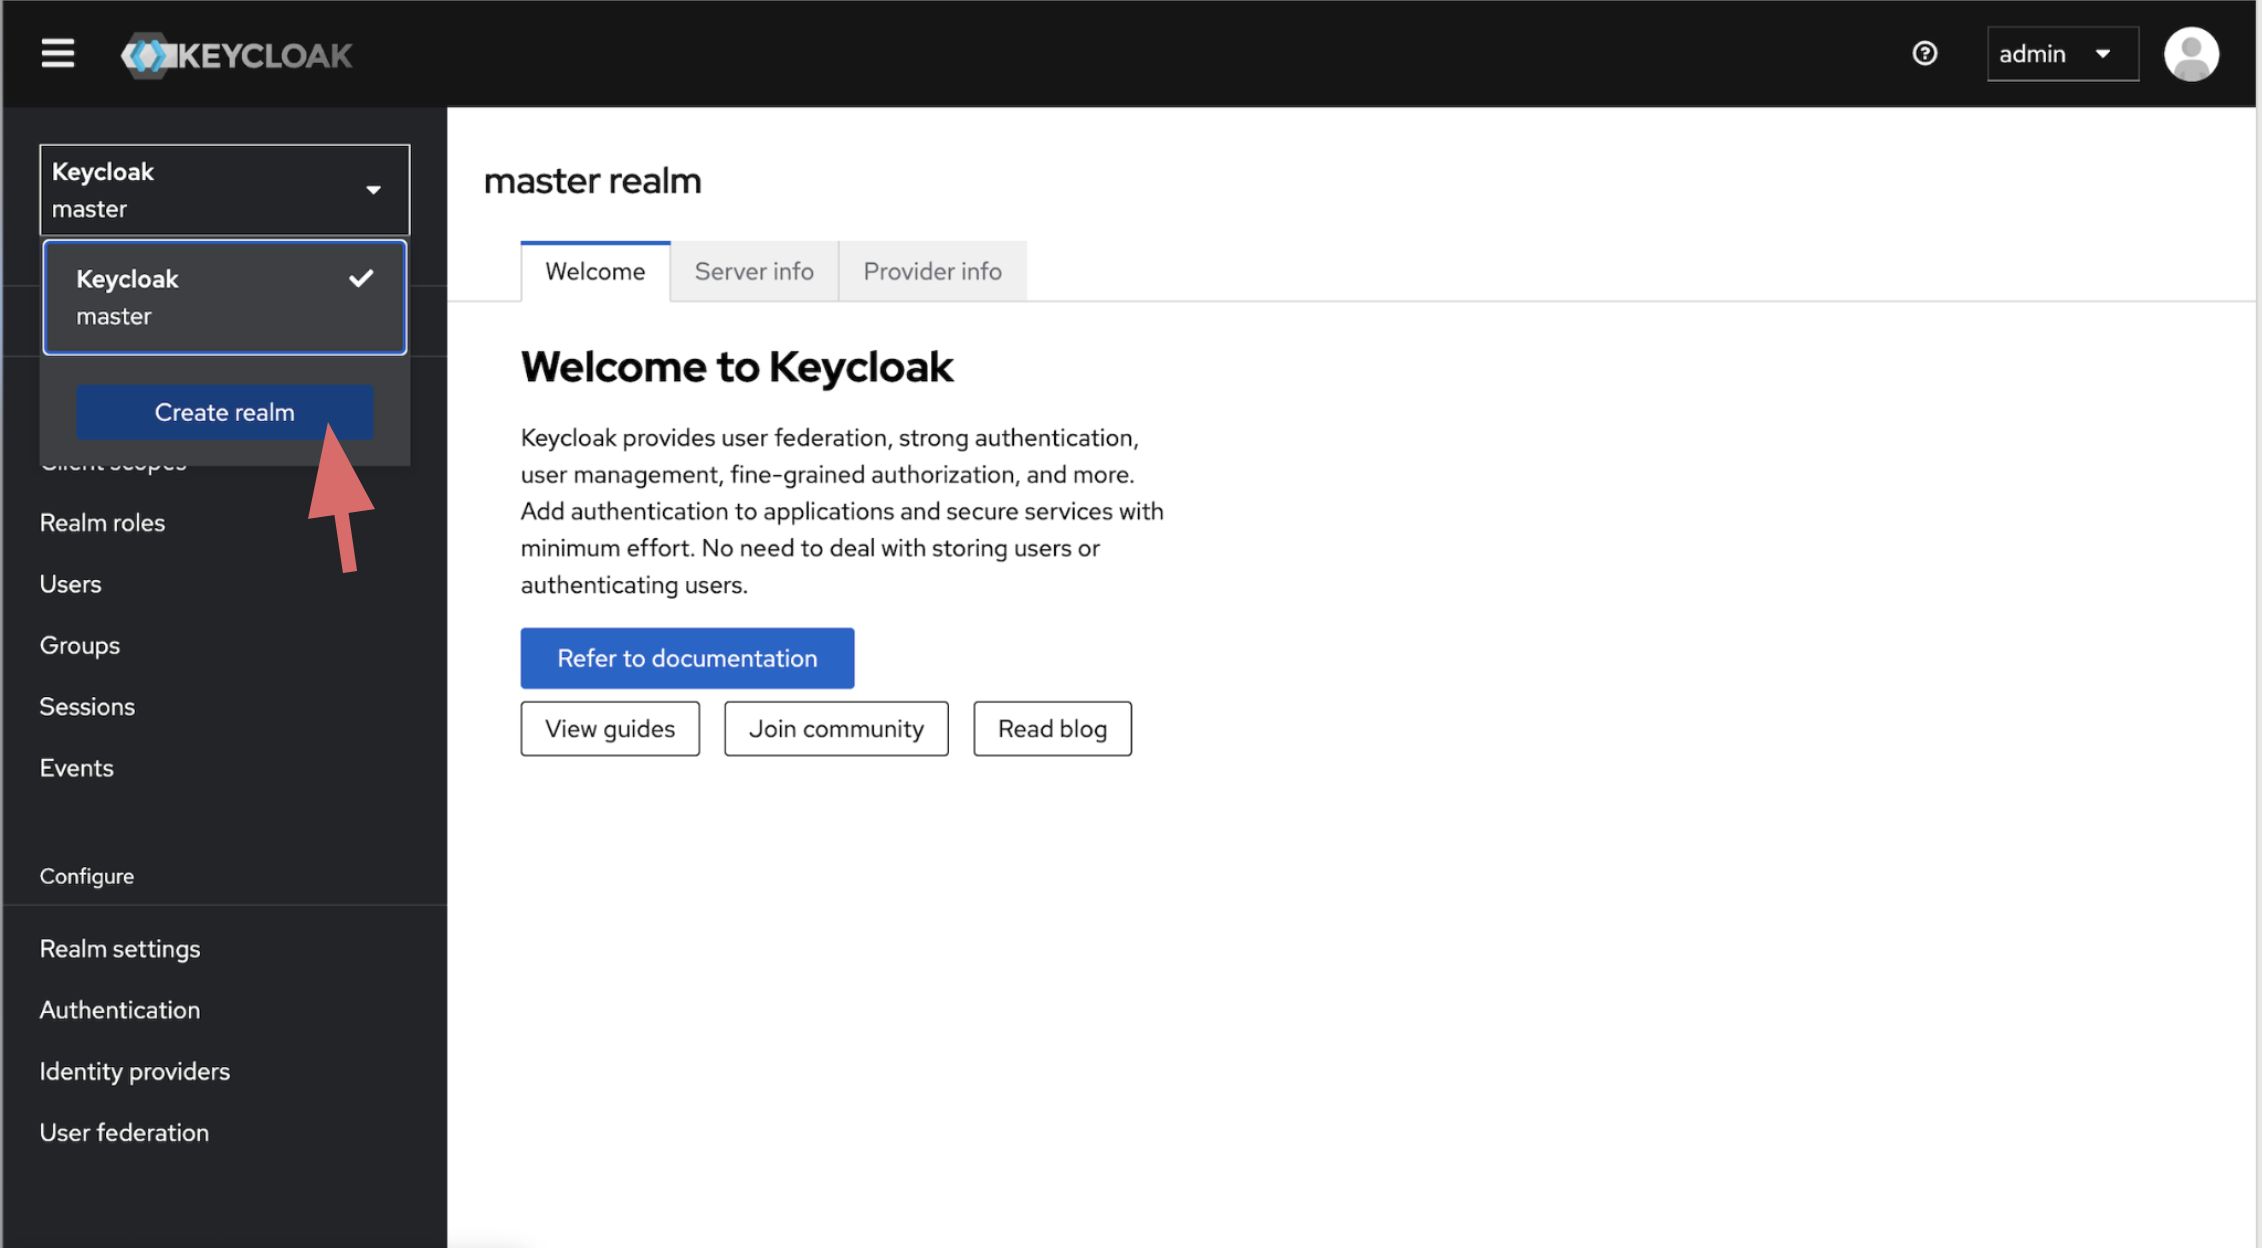 KEYCLOAK
admin
Keycloak
master
Keycloak
master
Create realm
Client scopes
Realm roles
Users
Groups
Sessions
Events
Configure
Realm settings
Authentication
Identity providers
User federation
master realm
Welcome
Server info
Provider info
Welcome to Keycloak
Keycloak provides user federation, strong authentication,
user management, fine-grained authorization, and more.
Add authentication to applications and secure services with
minimum effort. No need to deal with storing users or
authenticating users.
Refer to documentation
View guides
Join community
Read blog